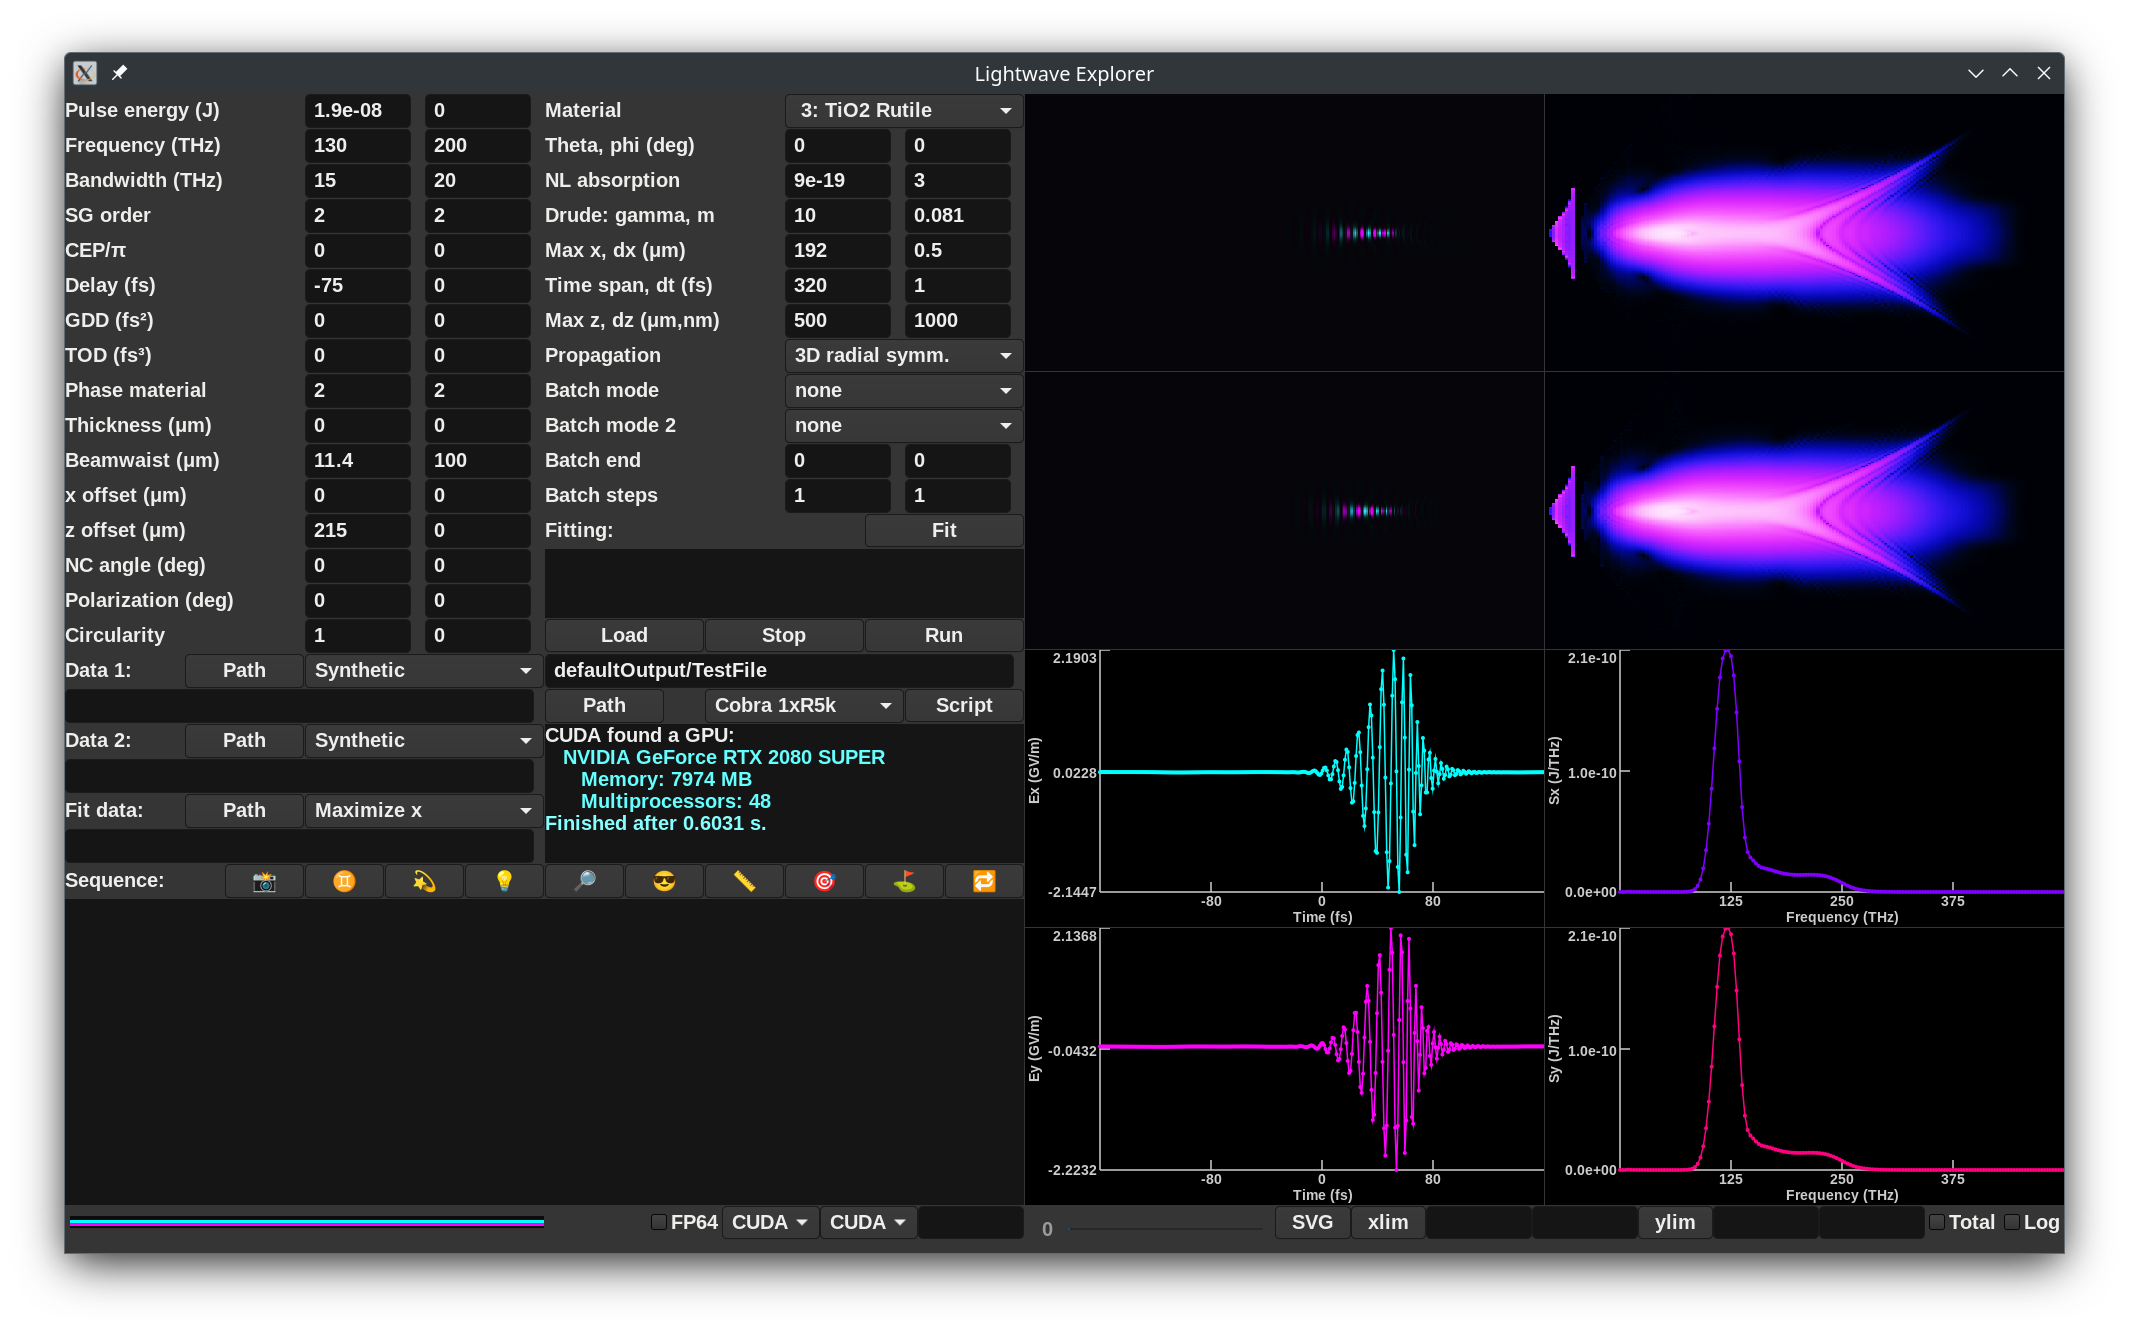 Lightwave Explorer
Pulse energy (J) 1.9e-08 0
Frequency (THz) 130 200
Bandwidth (THz) 15 20
SG order 2 2
CEP/π 0 0
Delay (fs) -75 0
GDD (fs²) 0 0
TOD (fs³) 0 0
Phase material 2 2
Thickness (μm) 0 0
Beamwaist (μm) 11.4 100
x offset (μm) 0 0
z offset (μm) 215 0
NC angle (deg) 0 0
Polarization (deg) 0 0
Circularity 1 0
Data 1: Path Synthetic
Data 2: Path Synthetic
Fit data: Path Maximize x
Sequence:
Material 3: TiO2 Rutile
Theta, phi (deg) 0 0
NL absorption 9e-19 3
Drude: gamma, m 10 0.081
Max x, dx (μm) 192 0.5
Time span, dt (fs) 320 1
Max z, dz (μm,nm) 500 1000
Propagation 3D radial symm.
Batch mode none
Batch mode 2 none
Batch end 0 0
Batch steps 1 1
Fitting: Fit
Load Stop Run
defaultOutput/TestFile
Path Cobra 1xR5k Script
CUDA found a GPU:
NVIDIA GeForce RTX 2080 SUPER
Memory: 7974 MB
Multiprocessors: 48
Finished after 0.6031 s.
FP64 CUDA CUDA
2.1903
0.0228
-2.1447
Ex (GV/m)
-80 0 80
Time (fs)
2.1e-10
1.0e-10
0.0e+00
Sx (J/THz)
125 250 375
Frequency (THz)
2.1368
-0.0432
-2.2232
Ey (GV/m)
-80 0 80
Time (fs)
2.1e-10
1.0e-10
0.0e+00
Sy (J/THz)
125 250 375
Frequency (THz)
0 SVG xlim ylim Total Log